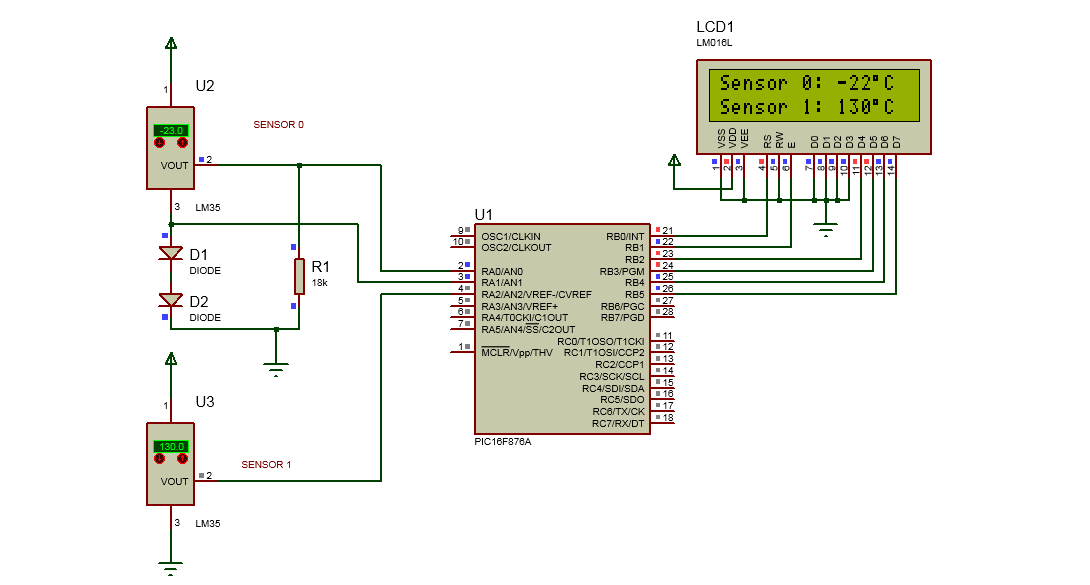 LCD1
LM016L
Sensor 0: -22°C
Sensor 1: 130°C
VSS VDD VEE RS RW E D0 D1 D2 D3 D4 D5 D6 D7
1 2 3 4 5 6 7 8 9 10 11 12 13 14
1
U2
-23.0
VOUT
2
3
LM35
SENSOR 0
D1
DIODE
D2
DIODE
R1
18k
1
U3
130.0
VOUT
2
3
LM35
SENSOR 1
U1
9 OSC1/CLKIN
10 OSC2/CLKOUT
2 RA0/AN0
3 RA1/AN1
4 RA2/AN2/VREF-/CVREF
5 RA3/AN3/VREF+
6 RA4/T0CKI/C1OUT
7 RA5/AN4/SS/C2OUT
1 MCLR/Vpp/THV
RB0/INT 21
RB1 22
RB2 23
RB3/PGM 24
RB4 25
RB5 26
RB6/PGC 27
RB7/PGD 28
RC0/T1OSO/T1CKI 11
RC1/T1OSI/CCP2 12
RC2/CCP1 13
RC3/SCK/SCL 14
RC4/SDI/SDA 15
RC5/SDO 16
RC6/TX/CK 17
RC7/RX/DT 18
PIC16F876A